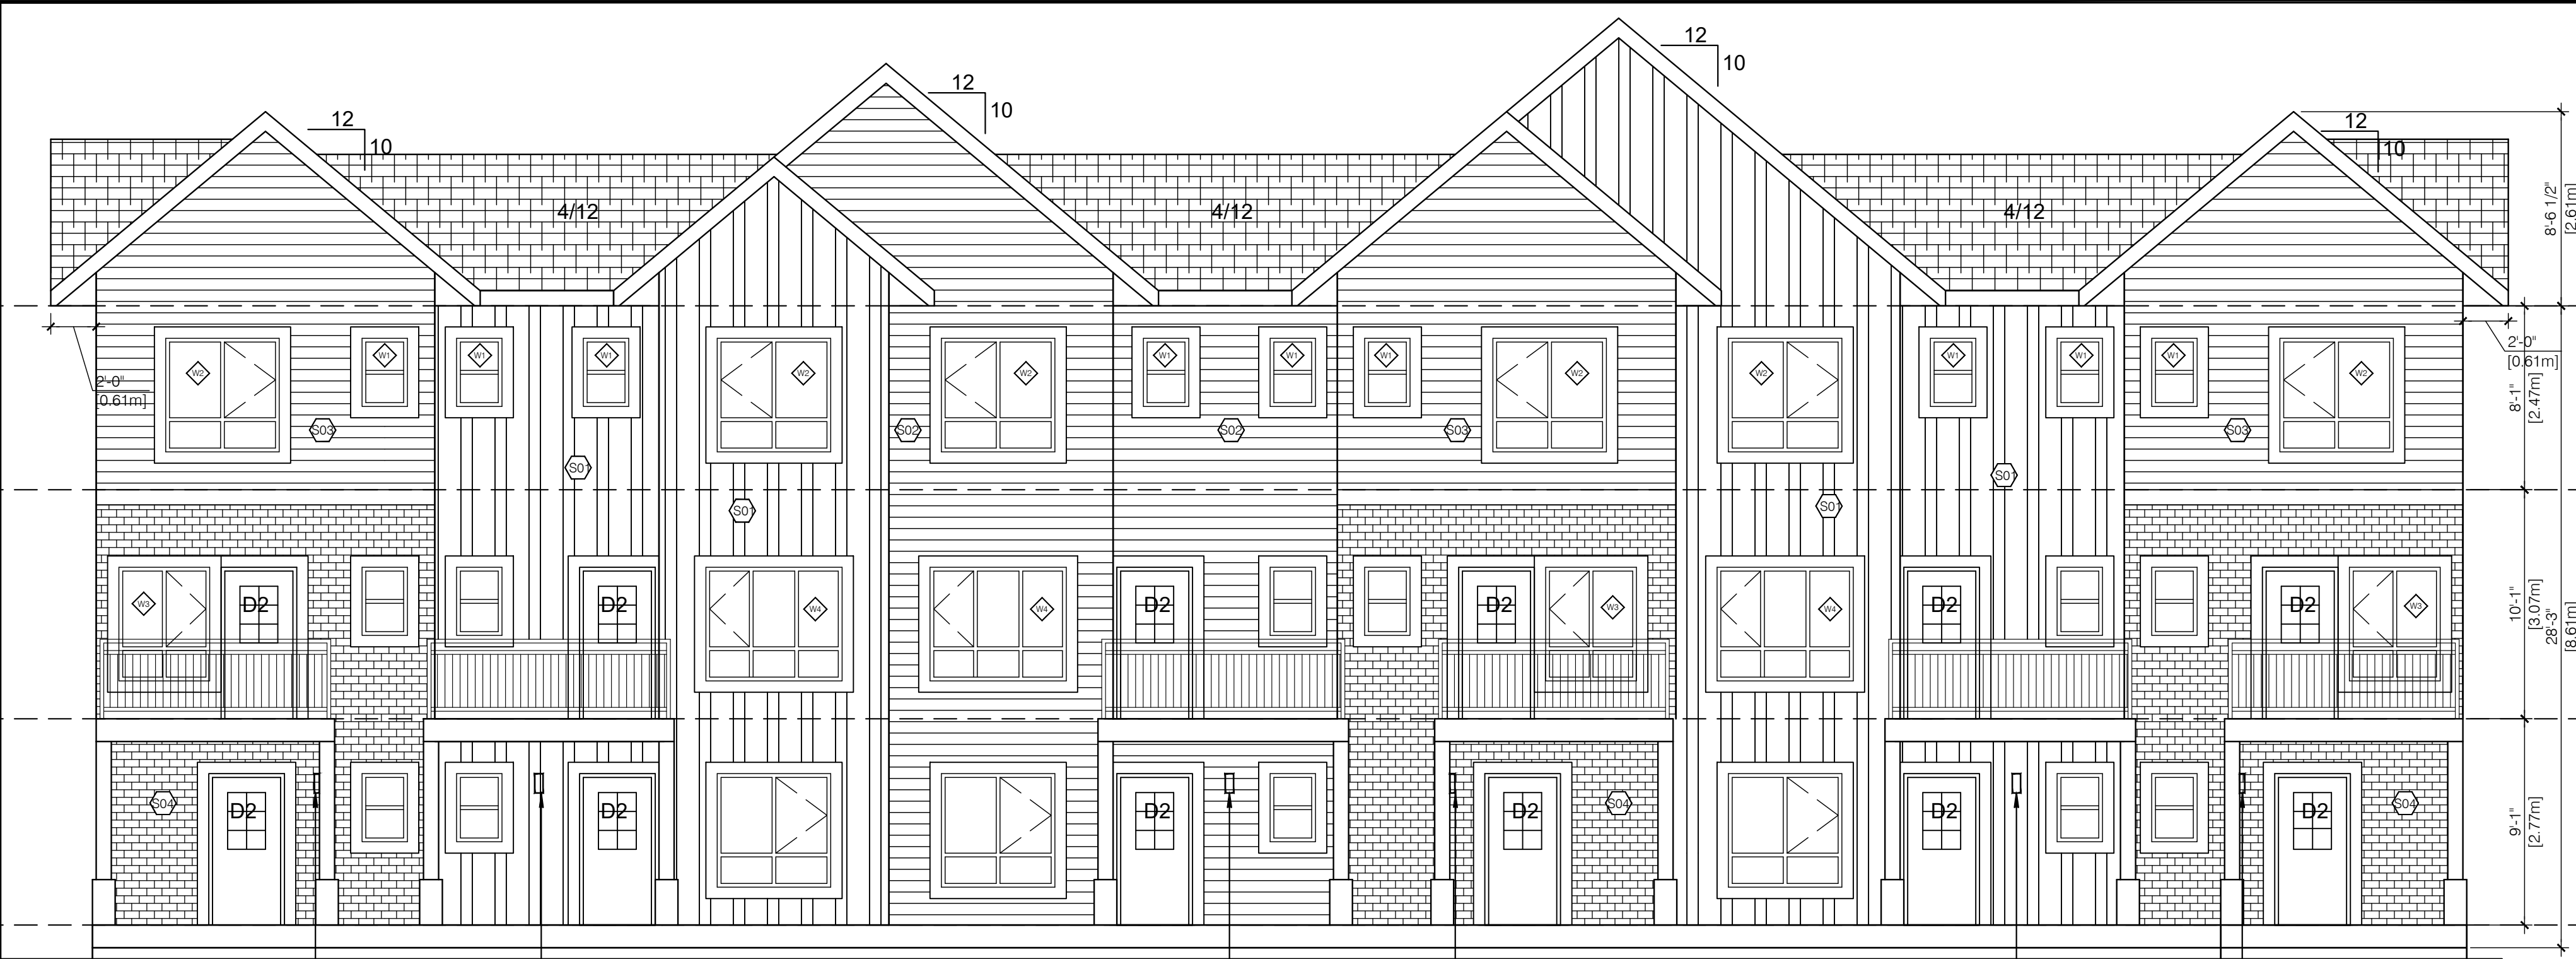 12
10
12
10
12
10
12
10
4/12
4/12
4/12
8'-6 1/2"
[2.61m]
2'-0"
[0.61m]
2'-0"
[0.61m]
W2
W1
W1
W1
W2
W2
W1
W1
W1
W2
W2
W1
W1
W1
W2
8'-1"
[2.47m]
S03
S02
S02
S03
S03
S01
S01
S01
S01
W3
D2
D2
W4
W4
D2
D2
W3
W4
D2
D2
W3
10'-1"
[3.07m]
28'-3"
[8.61m]
S04
D2
D2
D2
D2
S04
D2
D2
S04
9'-1"
[2.77m]